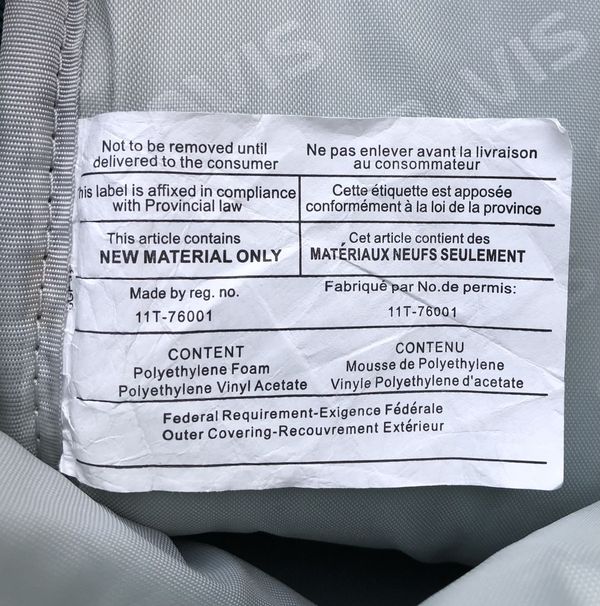 Not to be removed until
delivered to the consumer
Ne pas enlever avant la livraison
au consommateur
his label is affixed in compliance
with Provincial law
Cette étiquette est apposée
conformément à la loi de la province
This article contains
NEW MATERIAL ONLY
Cet article contient des
MATÉRIAUX NEUFS SEULEMENT
Made by reg. no.
11T-76001
Fabriqué par No.de permis:
11T-76001
CONTENT
Polyethylene Foam
Polyethylene Vinyl Acetate
CONTENU
Mousse de Polyethylene
Vinyle Polyethylene d'acetate
Federal Requirement-Exigence Fédérale
Outer Covering-Recouvrement Extérieur